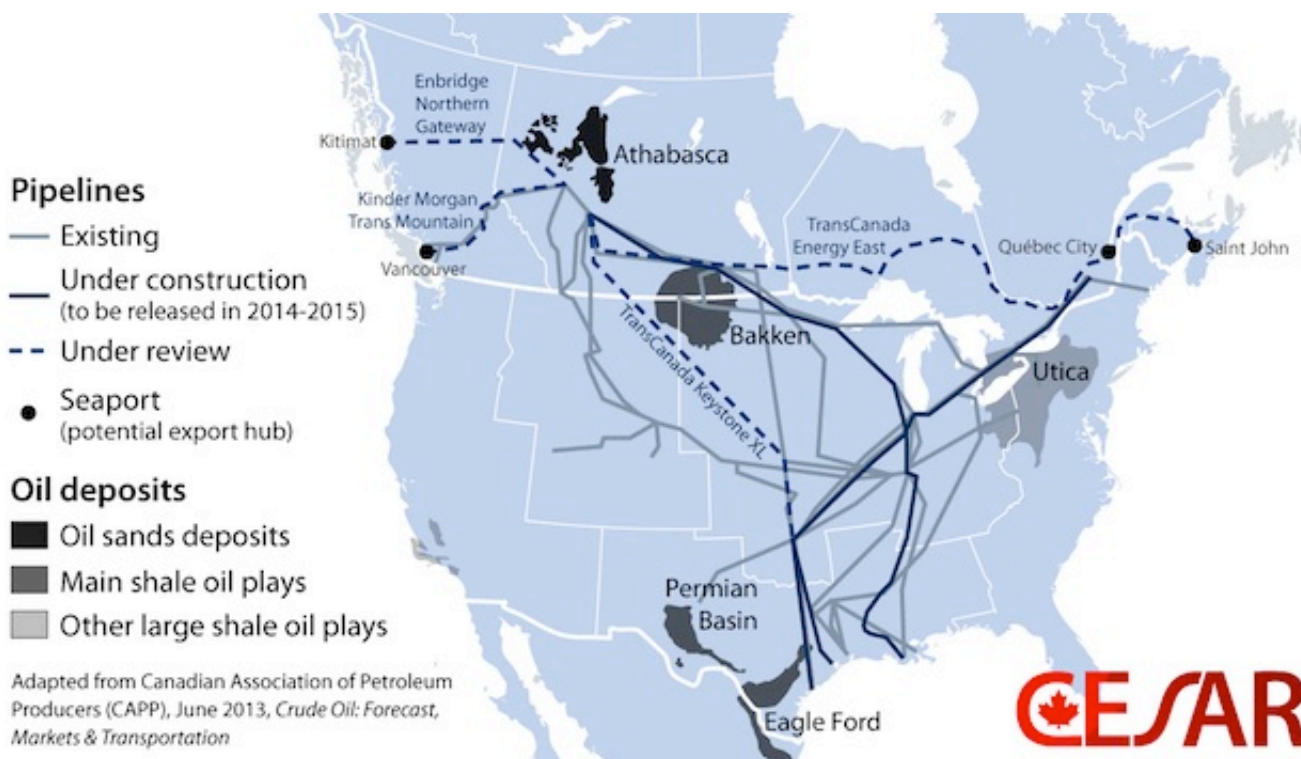 Enbridge
Northern
Gateway
Kitimat
Athabasca
Pipelines
Existing
Under construction
(to be released in 2014-2015)
Under review
Seaport
(potential export hub)
Kinder Morgan
Trans Mountain
Vancouver
TransCanada
Energy East
Québec City
Saint John
Bakken
TransCanada Keystone XL
Utica
Oil deposits
Oil sands deposits
Main shale oil plays
Other large shale oil plays
Permian
Basin
Eagle Ford
Adapted from Canadian Association of Petroleum
Producers (CAPP), June 2013, Crude Oil: Forecast,
Markets & Transportation
CESAR